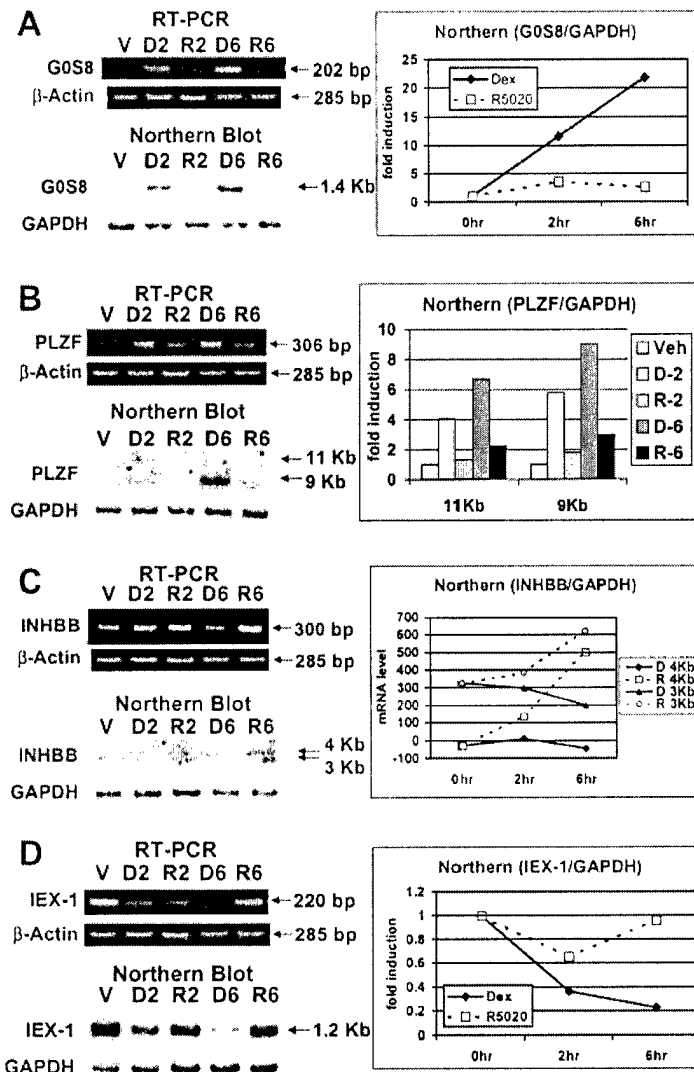 A
RT-PCR
V D2 R2 D6 R6
G0S8
202 bp
β-Actin
285 bp
Northern Blot
V D2 R2 D6 R6
G0S8
1.4 Kb
GAPDH
Northern (G0S8/GAPDH)
fold induction
25
20
15
10
5
0
Dex
R5020
0hr 2hr 6hr
B
RT-PCR
V D2 R2 D6 R6
PLZF
306 bp
β-Actin
285 bp
Northern Blot
V D2 R2 D6 R6
11 Kb
PLZF
9 Kb
GAPDH
Northern (PLZF/GAPDH)
fold induction
10
8
6
4
2
0
11Kb 9Kb
Veh
D-2
R-2
D-6
R-6
C
RT-PCR
V D2 R2 D6 R6
INHBB
300 bp
β-Actin
285 bp
Northern Blot
V D2 R2 D6 R6
4 Kb
INHBB
3 Kb
GAPDH
Northern (INHBB/GAPDH)
mRNA level
700
600
500
400
300
200
100
0
-100
0hr 2hr 6hr
D 4Kb
R 4Kb
D 3Kb
R 3Kb
D
RT-PCR
V D2 R2 D6 R6
IEX-1
220 bp
β-Actin
285 bp
Northern Blot
V D2 R2 D6 R6
IEX-1
1.2 Kb
GAPDH
Northern (IEX-1/GAPDH)
fold induction
1.2
1
0.8
0.6
0.4
0.2
0
Dex
R5020
0hr 2hr 6hr